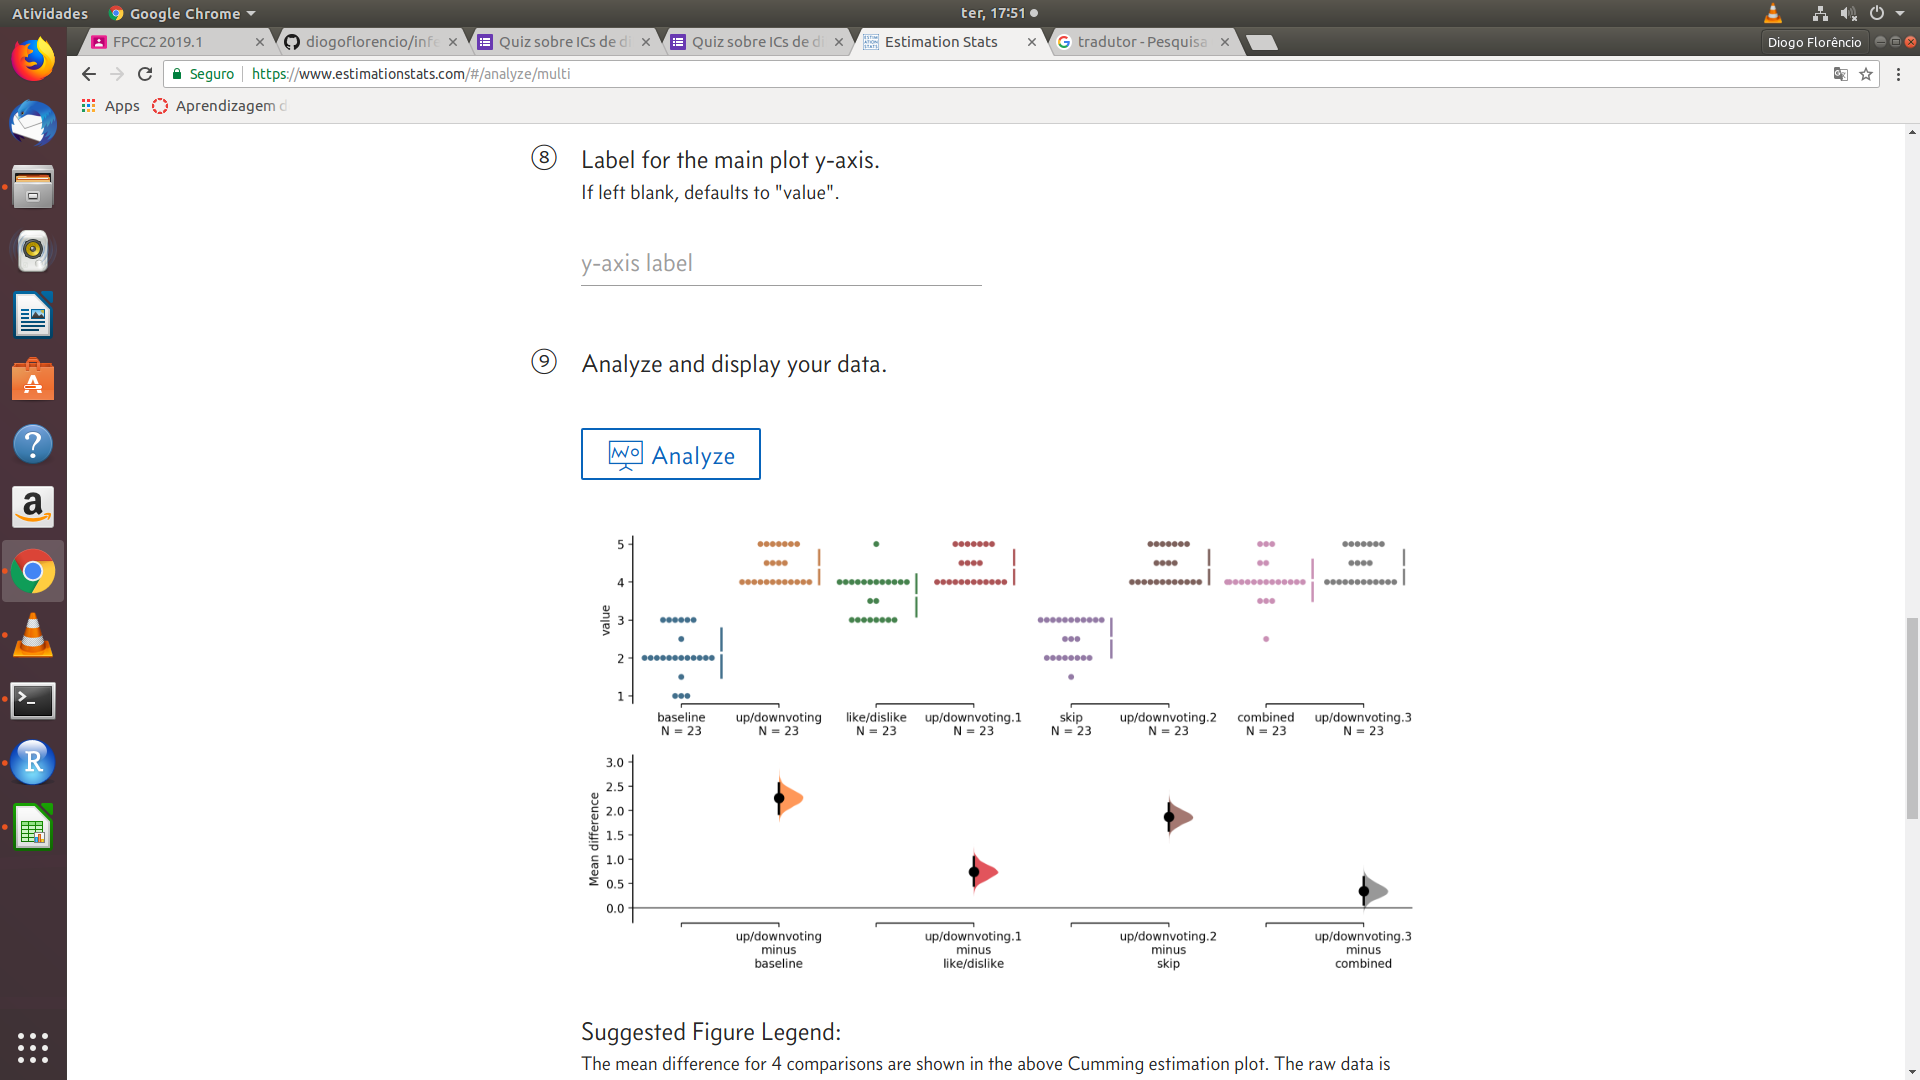 Atividades Google Chrome ter, 17:51
FPCC2 2019.1 diogoflorencio/infe Quiz sobre ICs de di Quiz sobre ICs de di Estimation Stats tradutor - Pesquisa Diogo Florêncio
Seguro https://www.estimationstats.com/#/analyze/multi
Apps Aprendizagem d
8 Label for the main plot y-axis.
If left blank, defaults to "value".
y-axis label
9 Analyze and display your data.
Analyze
value
5
4
3
2
1
baseline up/downvoting like/dislike up/downvoting.1 skip up/downvoting.2 combined up/downvoting.3
N = 23 N = 23 N = 23 N = 23 N = 23 N = 23 N = 23 N = 23
Mean difference
3.0
2.5
2.0
1.5
1.0
0.5
0.0
up/downvoting up/downvoting.1 up/downvoting.2 up/downvoting.3
minus minus minus minus
baseline like/dislike skip combined
Suggested Figure Legend:
The mean difference for 4 comparisons are shown in the above Cumming estimation plot. The raw data is